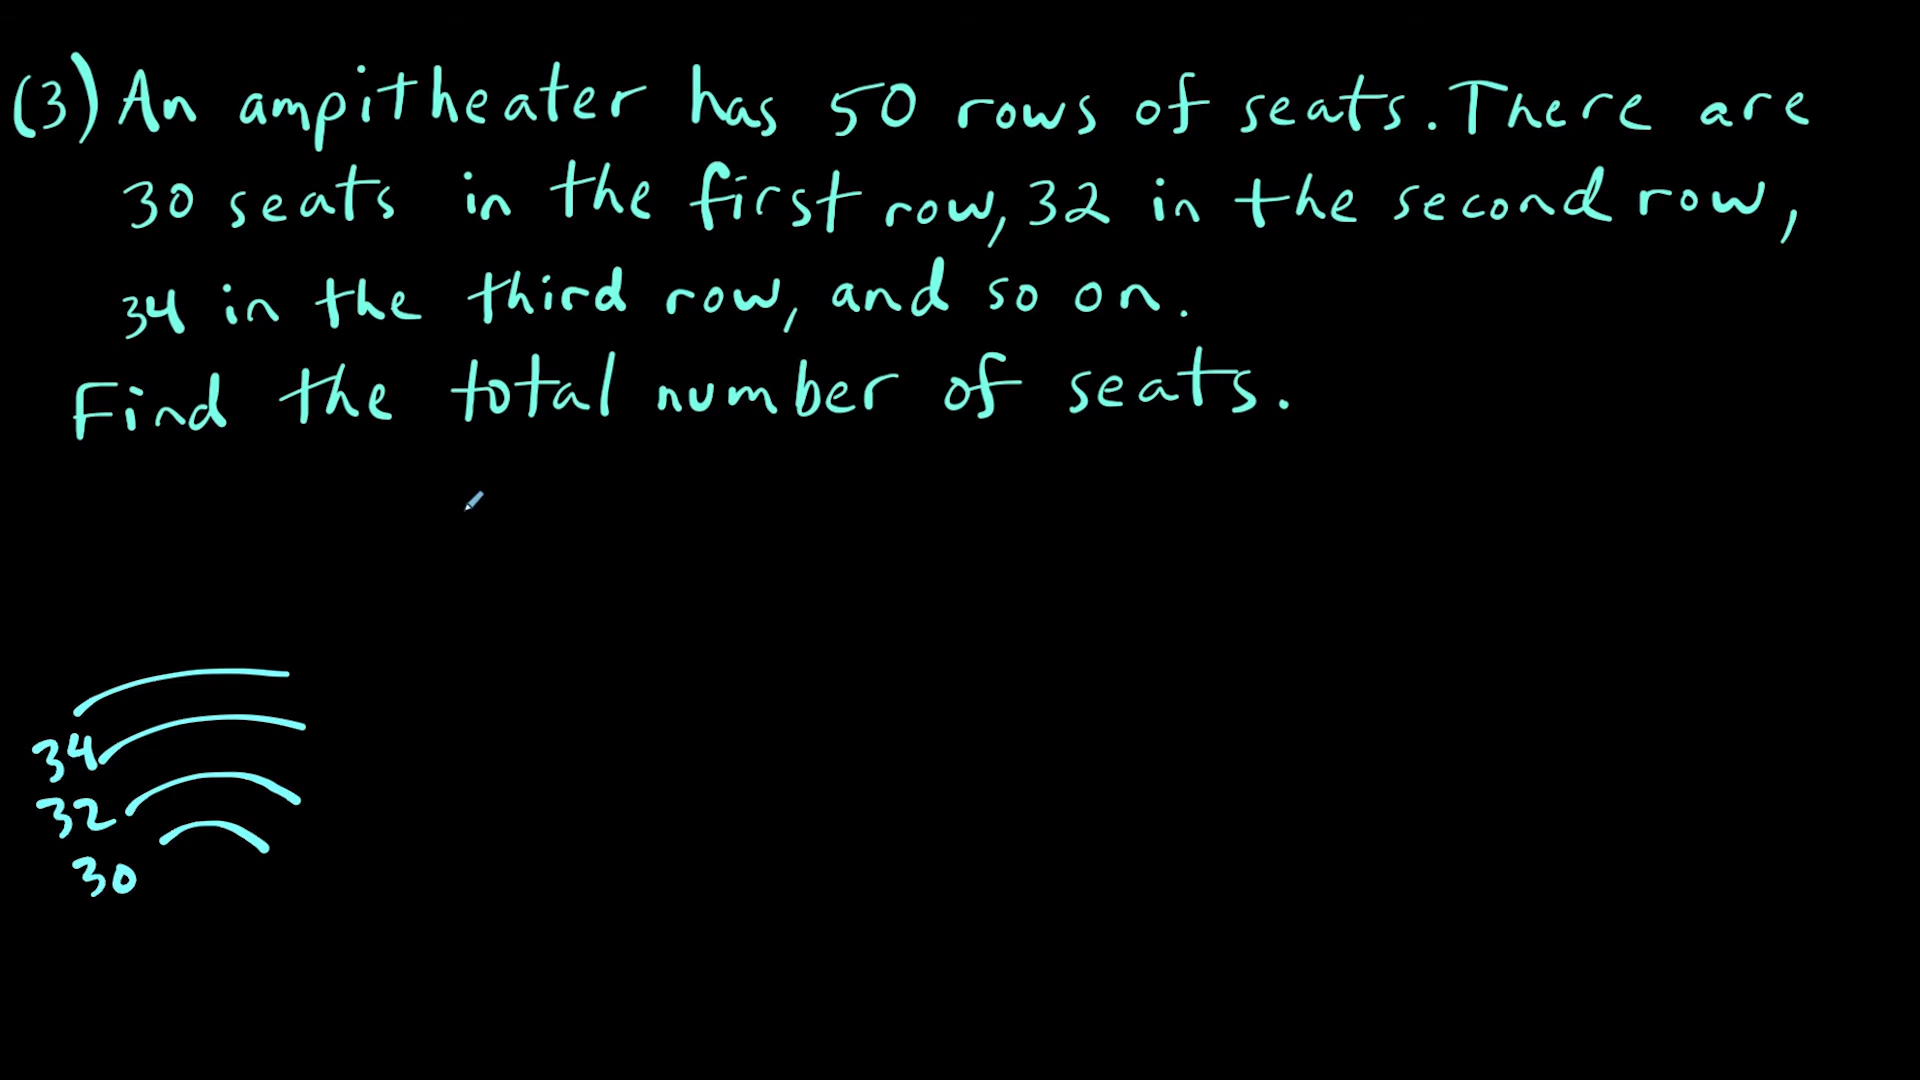 (3) An ampitheater has 50 rows of seats. There are
30 seats in the first row, 32 in the second row,
34 in the third row, and so on.
Find the total number of seats.
34
32
30